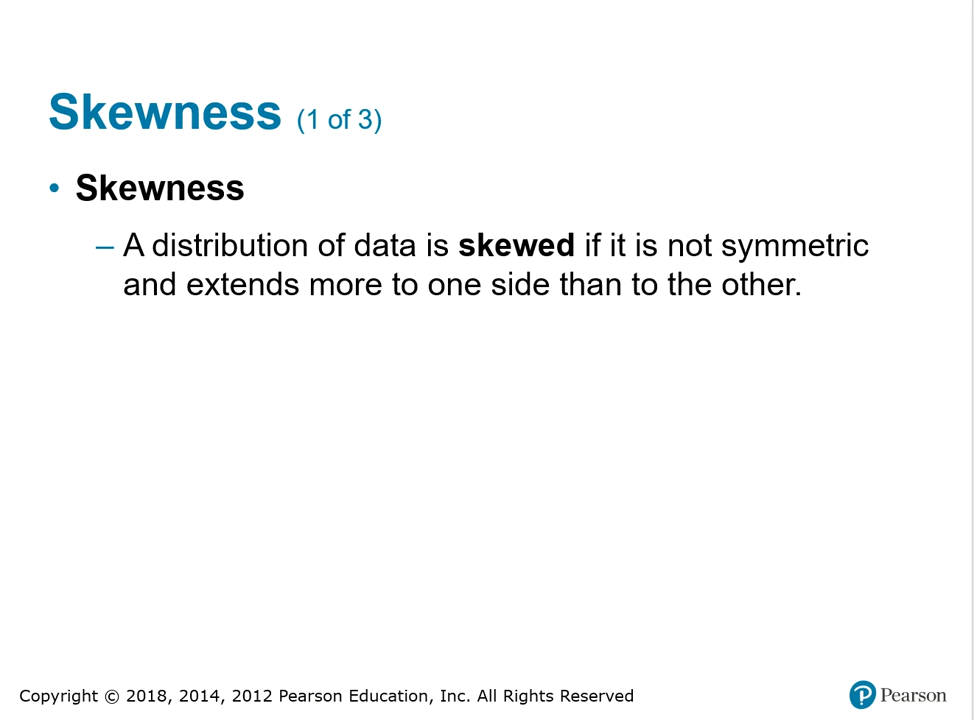 Skewness (1 of 3)
• Skewness
– A distribution of data is skewed if it is not symmetric
and extends more to one side than to the other.
Copyright © 2018, 2014, 2012 Pearson Education, Inc. All Rights Reserved
P Pearson